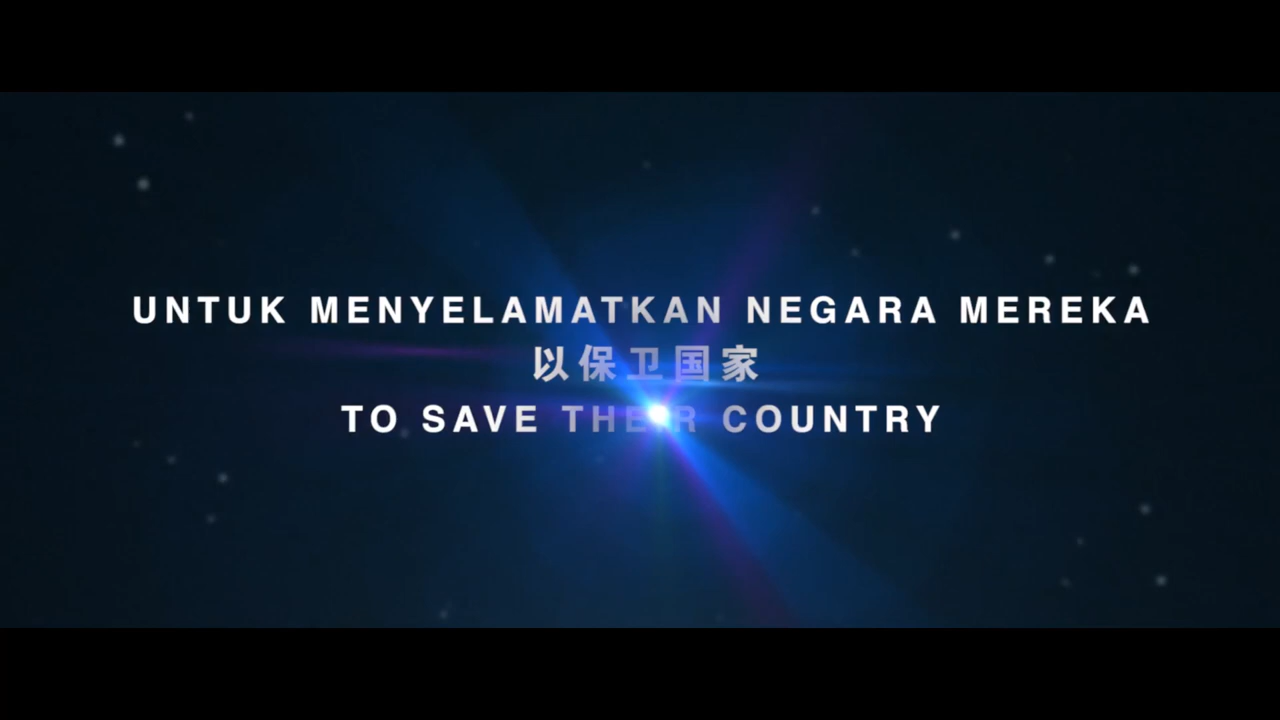 UNTUK MENYELAMATKAN NEGARA MEREKA
以保卫国家
TO SAVE THEIR COUNTRY